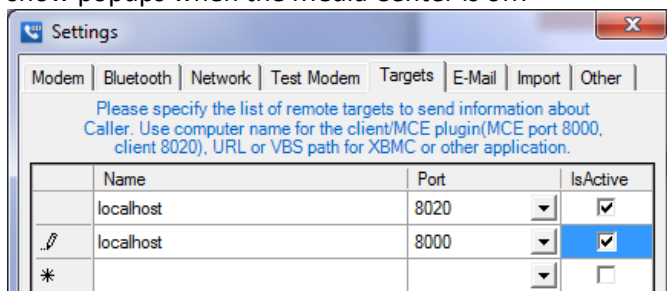 show popups when the Media Center is off.
Settings
Modem Bluetooth Network Test Modem Targets E-Mail Import Other
Please specify the list of remote targets to send information about
Caller. Use computer name for the client/MCE plugin(MCE port 8000,
client 8020), URL or VBS path for XBMC or other application.
Name Port IsActive
localhost 8020
localhost 8000